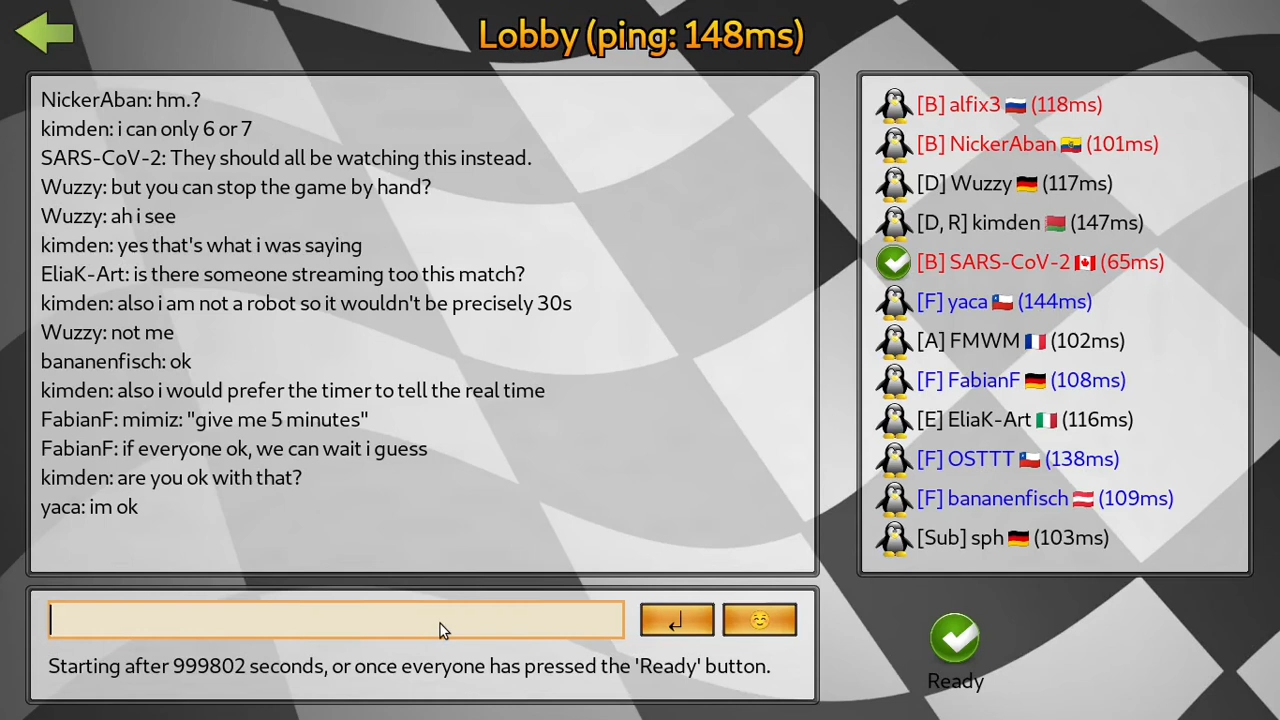 Lobby (ping: 148ms)
NickerAban: hm.?
kimden: i can only 6 or 7
SARS-CoV-2: They should all be watching this instead.
Wuzzy: but you can stop the game by hand?
Wuzzy: ah i see
kimden: yes that's what i was saying
EliaK-Art: is there someone streaming too this match?
kimden: also i am not a robot so it wouldn't be precisely 30s
Wuzzy: not me
bananenfisch: ok
kimden: also i would prefer the timer to tell the real time
FabianF: mimiz: "give me 5 minutes"
FabianF: if everyone ok, we can wait i guess
kimden: are you ok with that?
yaca: im ok
[B] alfix3 (118ms)
[B] NickerAban (101ms)
[D] Wuzzy (117ms)
[D, R] kimden (147ms)
[B] SARS-CoV-2 (65ms)
[F] yaca (144ms)
[A] FMWM (102ms)
[F] FabianF (108ms)
[E] EliaK-Art (116ms)
[F] OSTTT (138ms)
[F] bananenfisch (109ms)
[Sub] sph (103ms)
Starting after 999802 seconds, or once everyone has pressed the 'Ready' button.
Ready